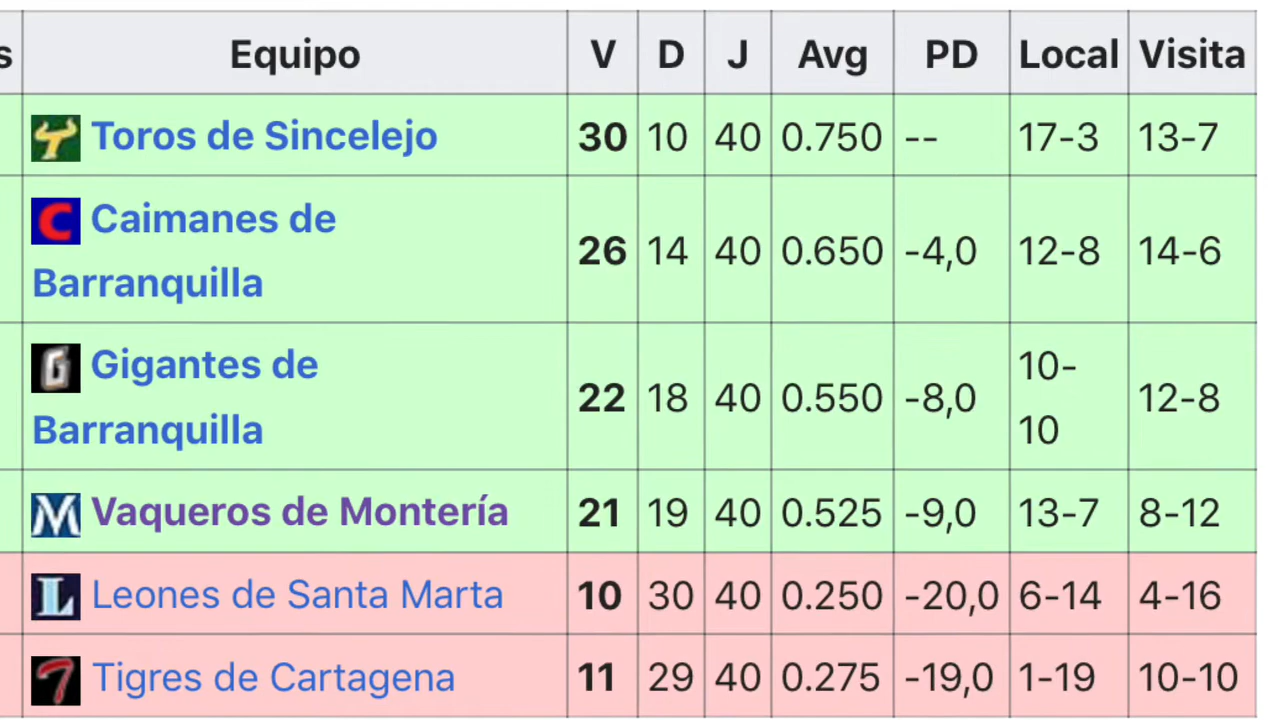 s Equipo V D J Avg PD Local Visita
Toros de Sincelejo 30 10 40 0.750 -- 17-3 13-7
C Caimanes de
Barranquilla 26 14 40 0.650 -4,0 12-8 14-6
G Gigantes de
Barranquilla 22 18 40 0.550 -8,0 10-
10 12-8
M Vaqueros de Montería 21 19 40 0.525 -9,0 13-7 8-12
L Leones de Santa Marta 10 30 40 0.250 -20,0 6-14 4-16
Tigres de Cartagena 11 29 40 0.275 -19,0 1-19 10-10